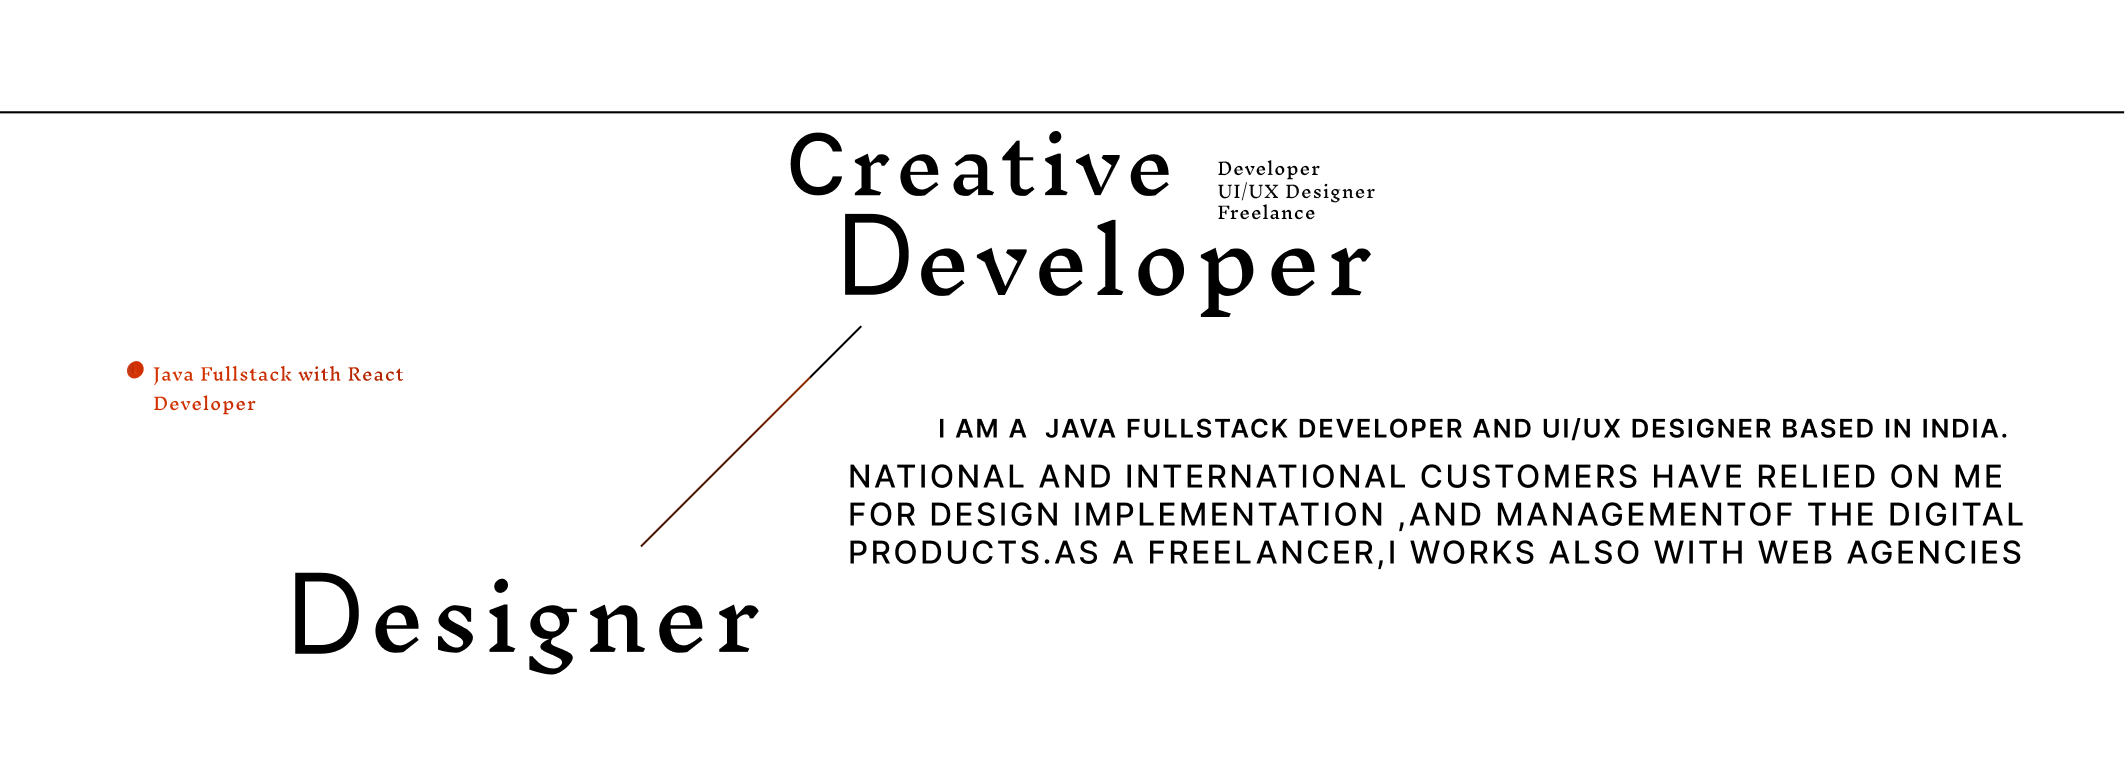 Creative
Developer
UI/UX Designer
Freelance
Developer
Java Fullstack with React
Developer
I AM A  JAVA FULLSTACK DEVELOPER AND UI/UX DESIGNER BASED IN INDIA.
NATIONAL AND INTERNATIONAL CUSTOMERS HAVE RELIED ON ME
FOR DESIGN IMPLEMENTATION ,AND MANAGEMENTOF THE DIGITAL
PRODUCTS.AS A FREELANCER,I WORKS ALSO WITH WEB AGENCIES
Designer